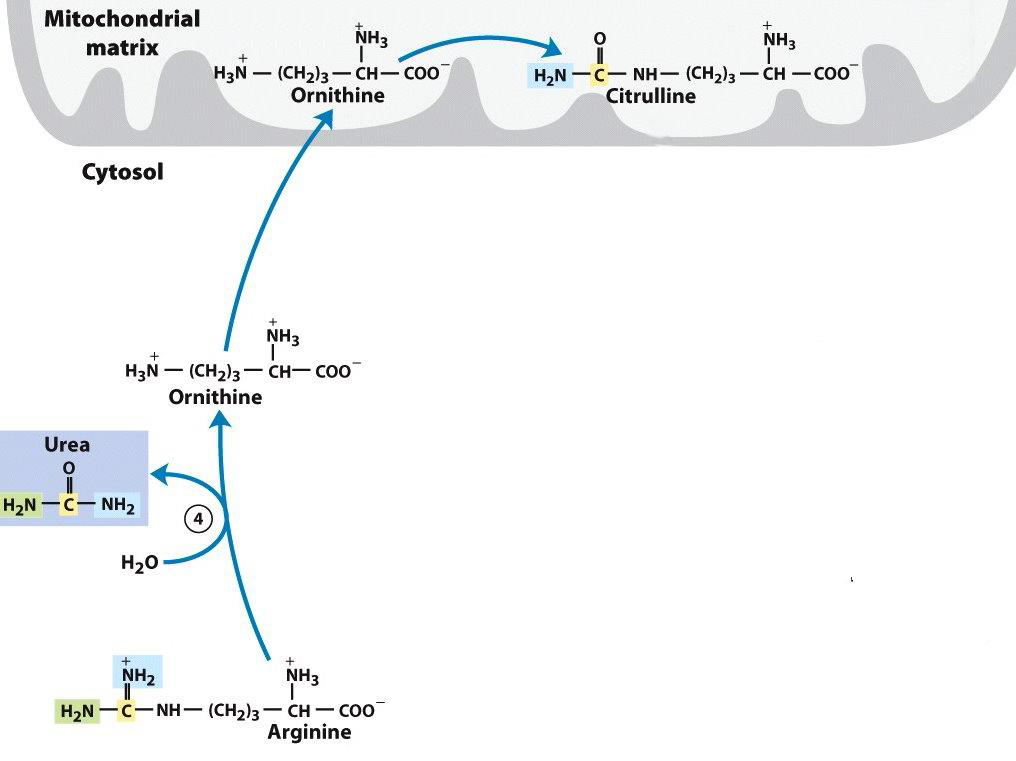 Mitochondrial
matrix
⁺NH₃
H₃N⁺ — (CH₂)₃ — CH — COO⁻
Ornithine
O
⁺NH₃
H₂N — C — NH — (CH₂)₃ — CH — COO⁻
Citrulline
Cytosol
⁺NH₃
H₃N⁺ — (CH₂)₃ — CH — COO⁻
Ornithine
Urea
O
H₂N — C — NH₂
4
H₂O
⁺NH₂
⁺NH₃
H₂N — C — NH — (CH₂)₃ — CH — COO⁻
Arginine